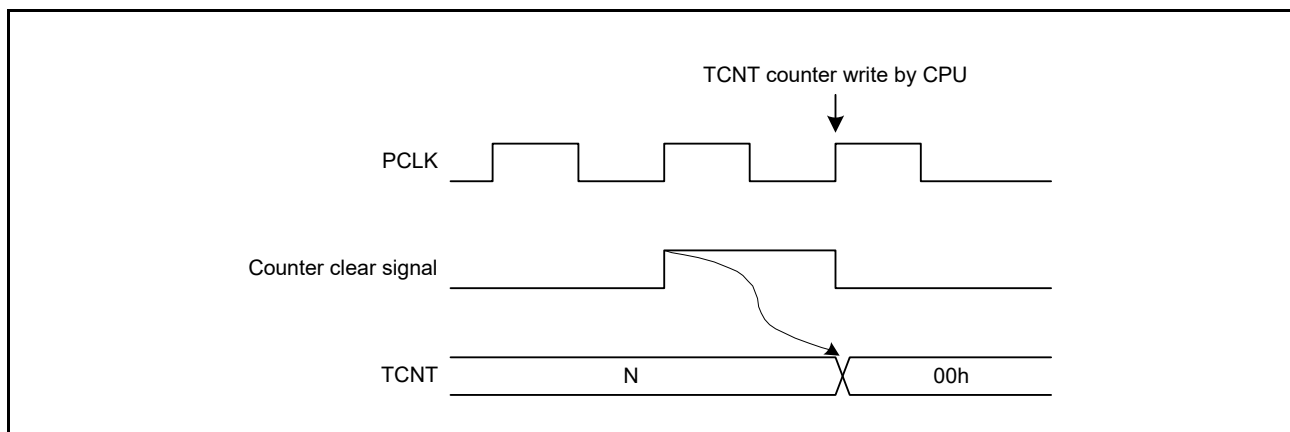 TCNT counter write by CPU
PCLK
Counter clear signal
TCNT
N
00h